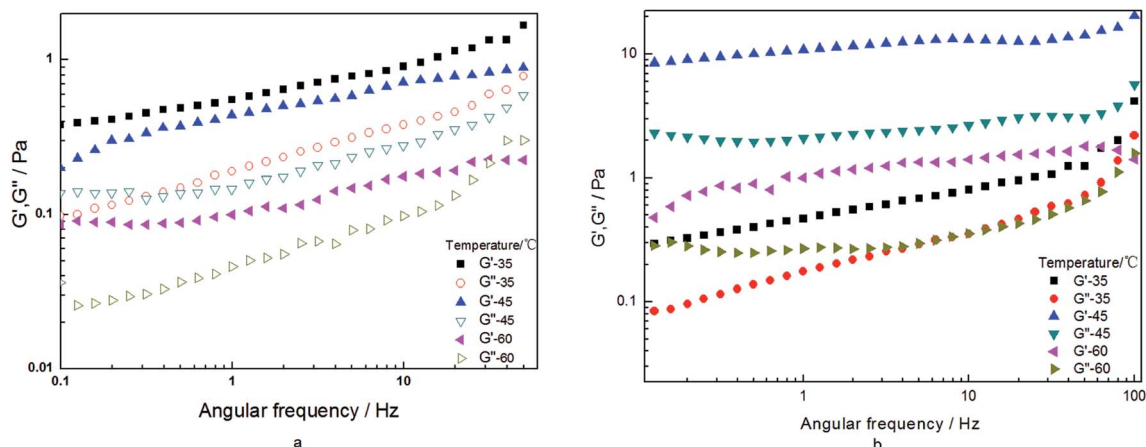 G',G'' / Pa
1
0.1
0.01
0.1
1
10
Angular frequency / Hz
Temperature/℃
G'-35
G''-35
G'-45
G''-45
G'-60
G''-60
a
G',G'' / Pa
10
1
0.1
1
10
100
Angular frequency / Hz
Temperature/℃
G'-35
G''-35
G'-45
G''-45
G'-60
G''-60
b